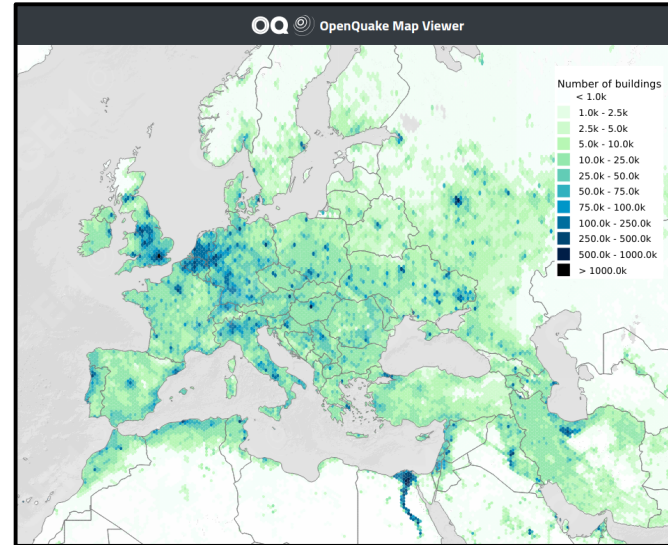 OQ OpenQuake Map Viewer
Number of buildings
< 1.0k
1.0k - 2.5k
2.5k - 5.0k
5.0k - 10.0k
10.0k - 25.0k
25.0k - 50.0k
50.0k - 75.0k
75.0k - 100.0k
100.0k - 250.0k
250.0k - 500.0k
500.0k - 1000.0k
> 1000.0k